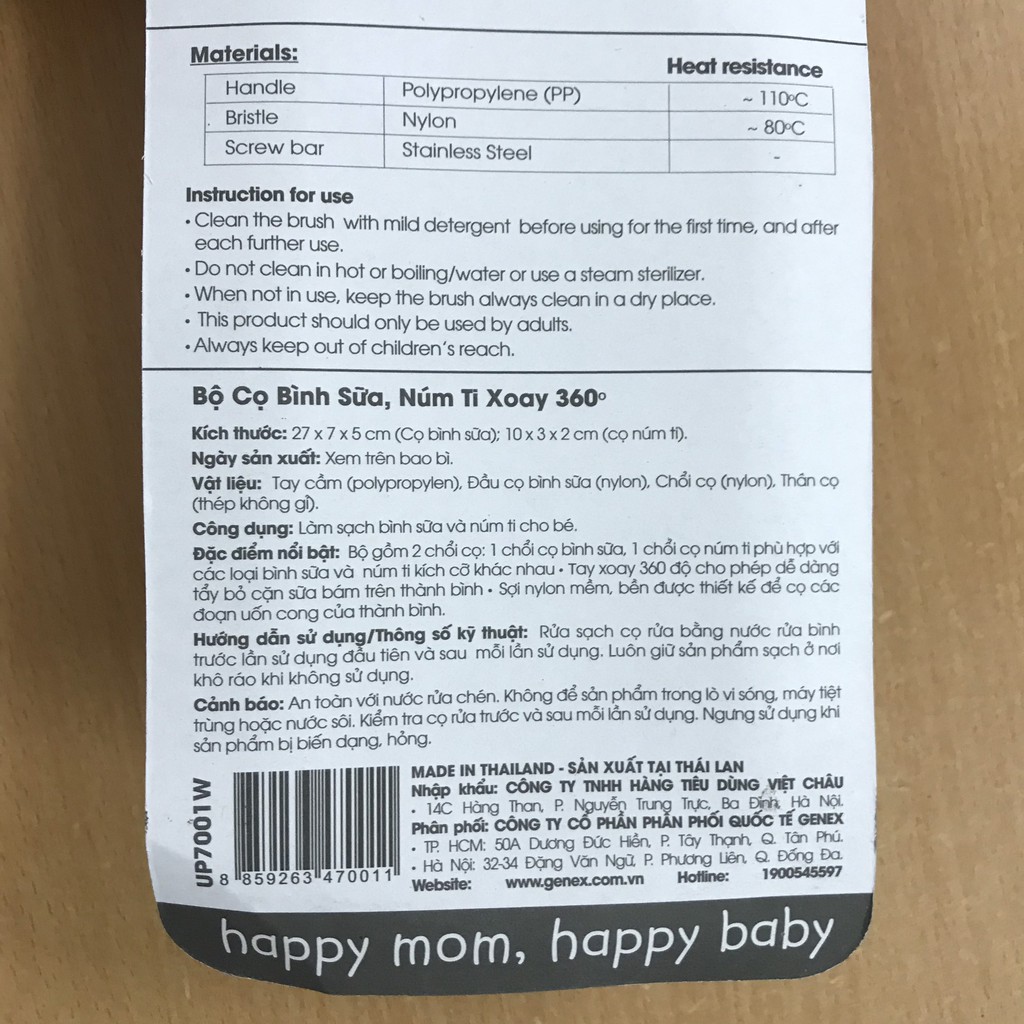 Materials:
Heat resistance
Handle Polypropylene (PP) ~ 110ºC
Bristle Nylon ~ 80ºC
Screw bar Stainless Steel -
Instruction for use
• Clean the brush with mild detergent before using for the first time, and after
each further use.
• Do not clean in hot or boiling/water or use a steam sterilizer.
• When not in use, keep the brush always clean in a dry place.
• This product should only be used by adults.
• Always keep out of children's reach.
Bộ Cọ Bình Sữa, Núm Ti Xoay 360º
Kích thước: 27 x 7 x 5 cm (Cọ bình sữa); 10 x 3 x 2 cm (cọ núm ti).
Ngày sản xuất: Xem trên bao bì.
Vật liệu: Tay cầm (polypropylen), Đầu cọ bình sữa (nylon), Chổi cọ (nylon), Thân cọ
(thép không gỉ).
Công dụng: Làm sạch bình sữa và núm ti cho bé.
Đặc điểm nổi bật: Bộ gồm 2 chổi cọ: 1 chổi cọ bình sữa, 1 chổi cọ núm ti phù hợp với
các loại bình sữa và núm ti kích cỡ khác nhau • Tay xoay 360 độ cho phép dễ dàng
tẩy bỏ cặn sữa bám trên thành bình • Sợi nylon mềm, bền được thiết kế để cọ các
đoạn uốn cong của thành bình.
Hướng dẫn sử dụng/Thông số kỹ thuật: Rửa sạch cọ rửa bằng nước rửa bình
trước lần sử dụng đầu tiên và sau mỗi lần sử dụng. Luôn giữ sản phẩm sạch ở nơi
khô ráo khi không sử dụng.
Cảnh báo: An toàn với nước rửa chén. Không để sản phẩm trong lò vi sóng, máy tiệt
trùng hoặc nước sôi. Kiểm tra cọ rửa trước và sau mỗi lần sử dụng. Ngưng sử dụng khi
sản phẩm bị biến dạng, hỏng.
UP7001W
8 859263 470011
MADE IN THAILAND - SẢN XUẤT TẠI THÁI LAN
Nhập khẩu: CÔNG TY TNHH HÀNG TIÊU DÙNG VIỆT CHÂU
• 14C Hàng Than, P. Nguyễn Trung Trực, Ba Đình, Hà Nội.
Phân phối: CÔNG TY CỔ PHẦN PHÂN PHỐI QUỐC TẾ GENEX
• TP. HCM: 50A Dương Đức Hiền, P. Tây Thạnh, Q. Tân Phú.
• Hà Nội: 32-34 Đặng Văn Ngữ, P. Phương Liên, Q. Đống Đa.
Website: www.genex.com.vn Hotline: 1900545597
happy mom, happy baby